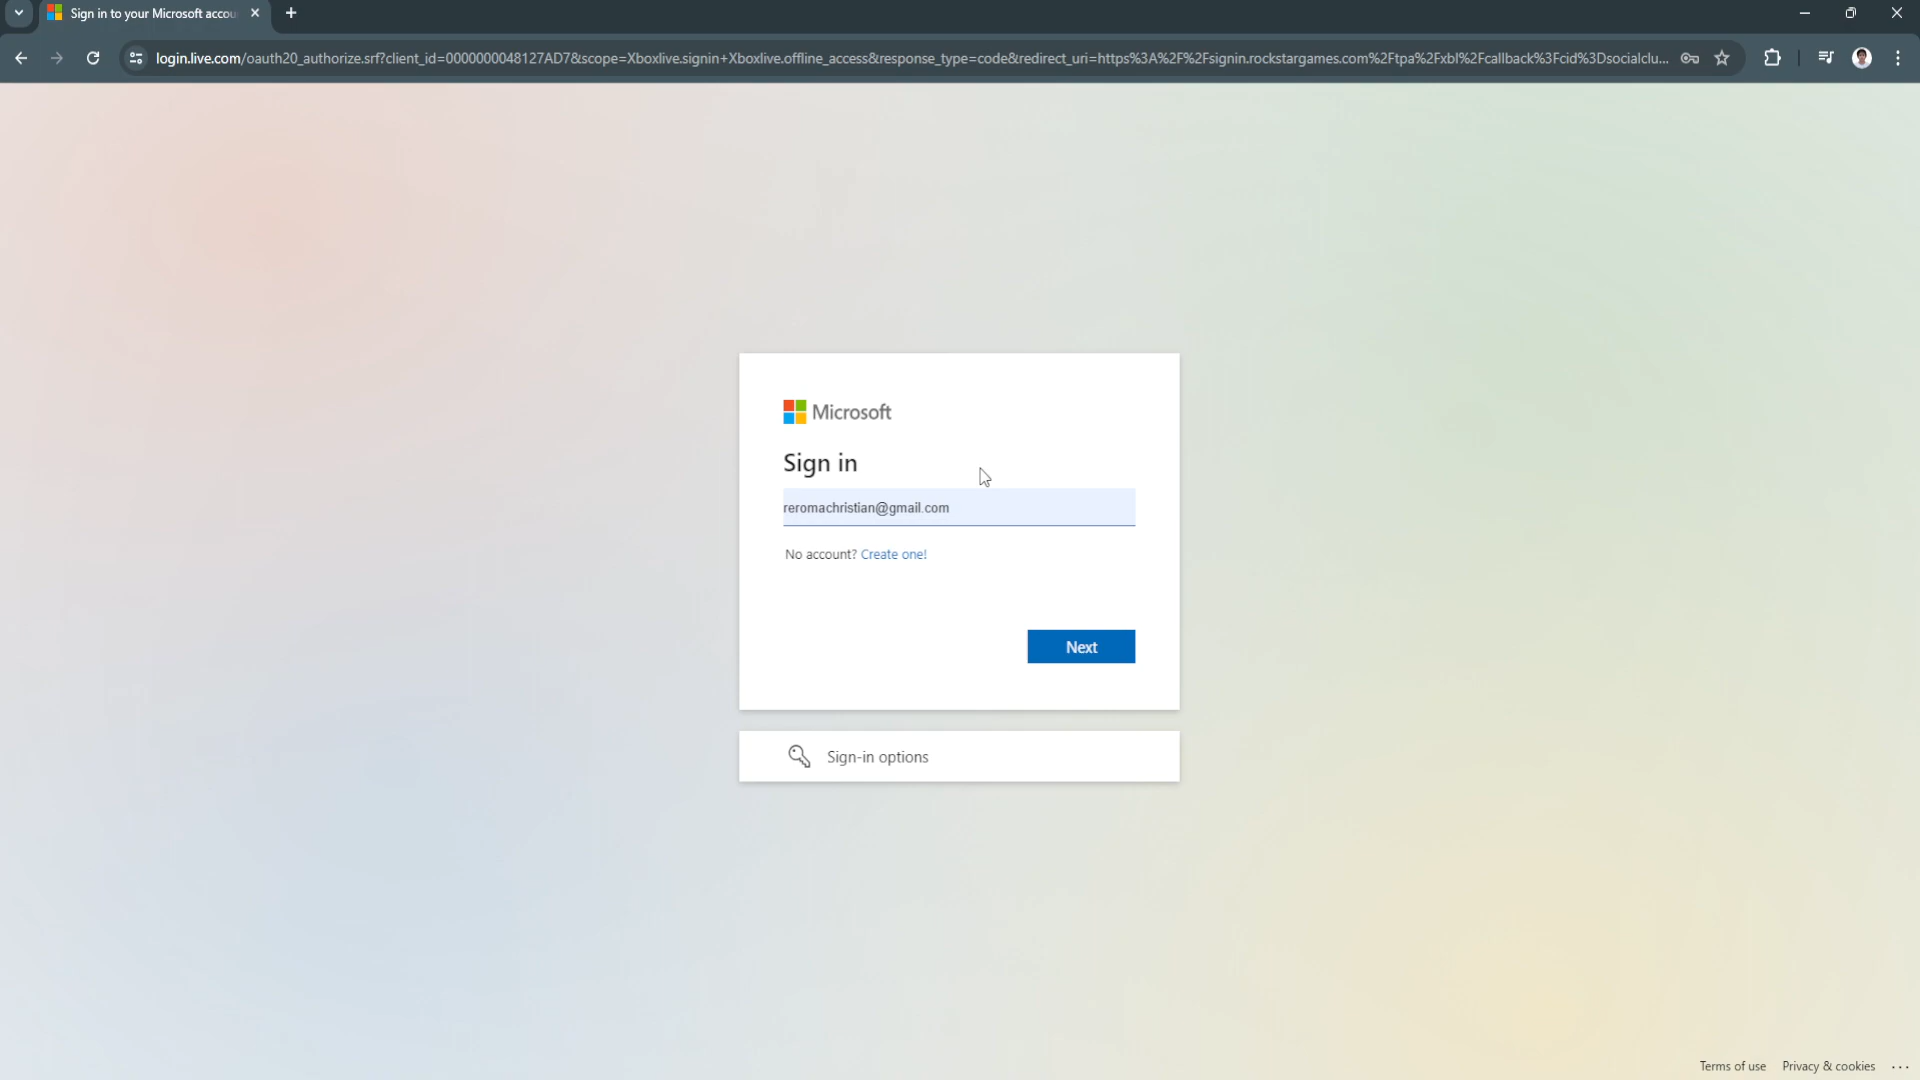 Sign in to your Microsoft accou
login.live.com/oauth20_authorize.srf?client_id=0000000048127AD7&scope=Xboxlive.signin+Xboxlive.offline_access&response_type=code&redirect_uri=https%3A%2F%2Fsignin.rockstargames.com%2Ftpa%2Fxbl%2Fcallback%3Fcid%3Dsocialclu...
Microsoft
Sign in
reromachristian@gmail.com
No account? Create one!
Next
Sign-in options
Terms of use Privacy & cookies ...